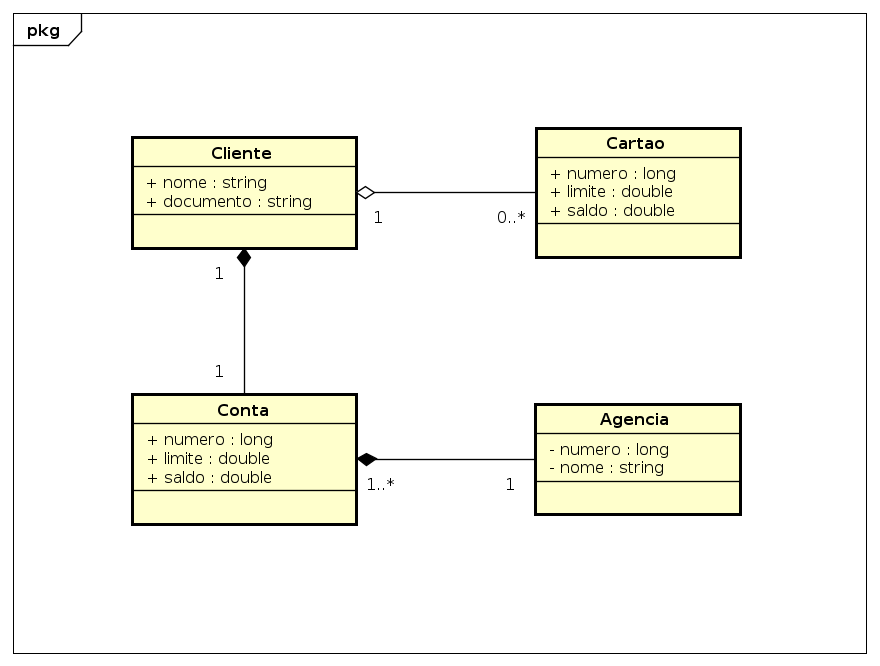 pkg
Cliente
+ nome : string
+ documento : string
Cartao
+ numero : long
+ limite : double
+ saldo : double
1
0..*
1
1
Conta
+ numero : long
+ limite : double
+ saldo : double
Agencia
- numero : long
- nome : string
1..*
1